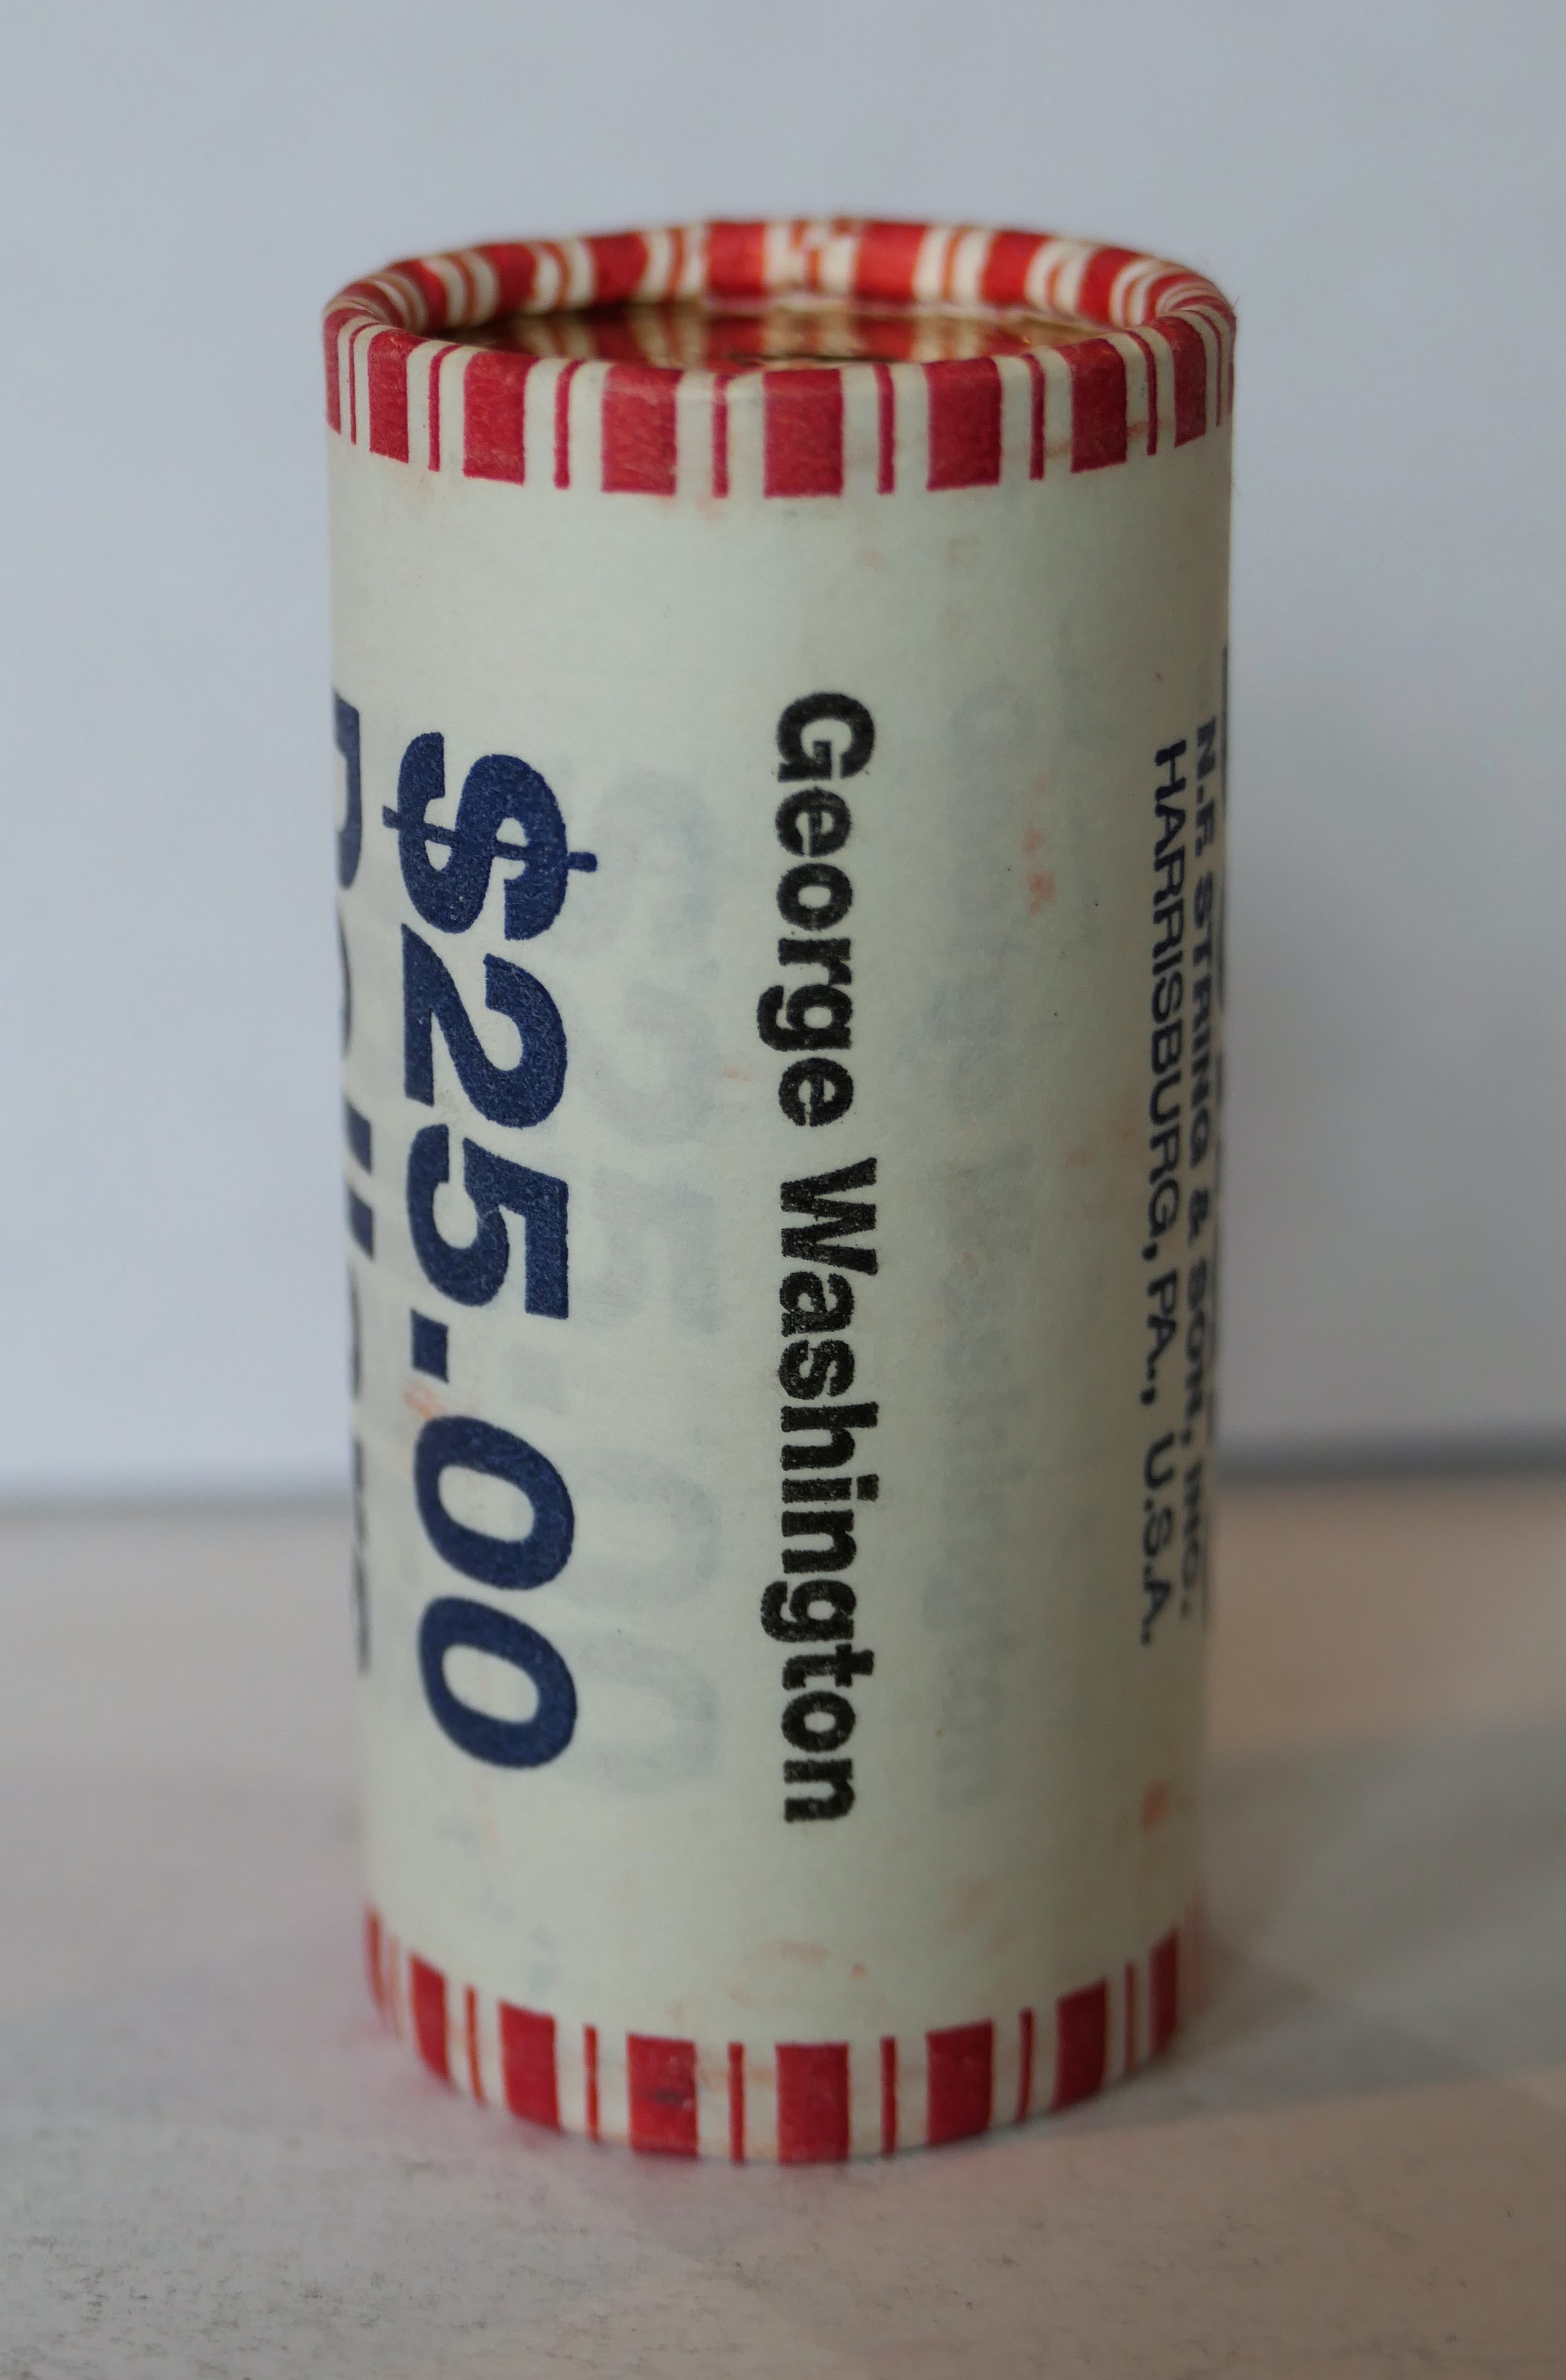 $25.00
George Washington
N.F. STRING & SON, INC.
HARRISBURG, PA., U.S.A.